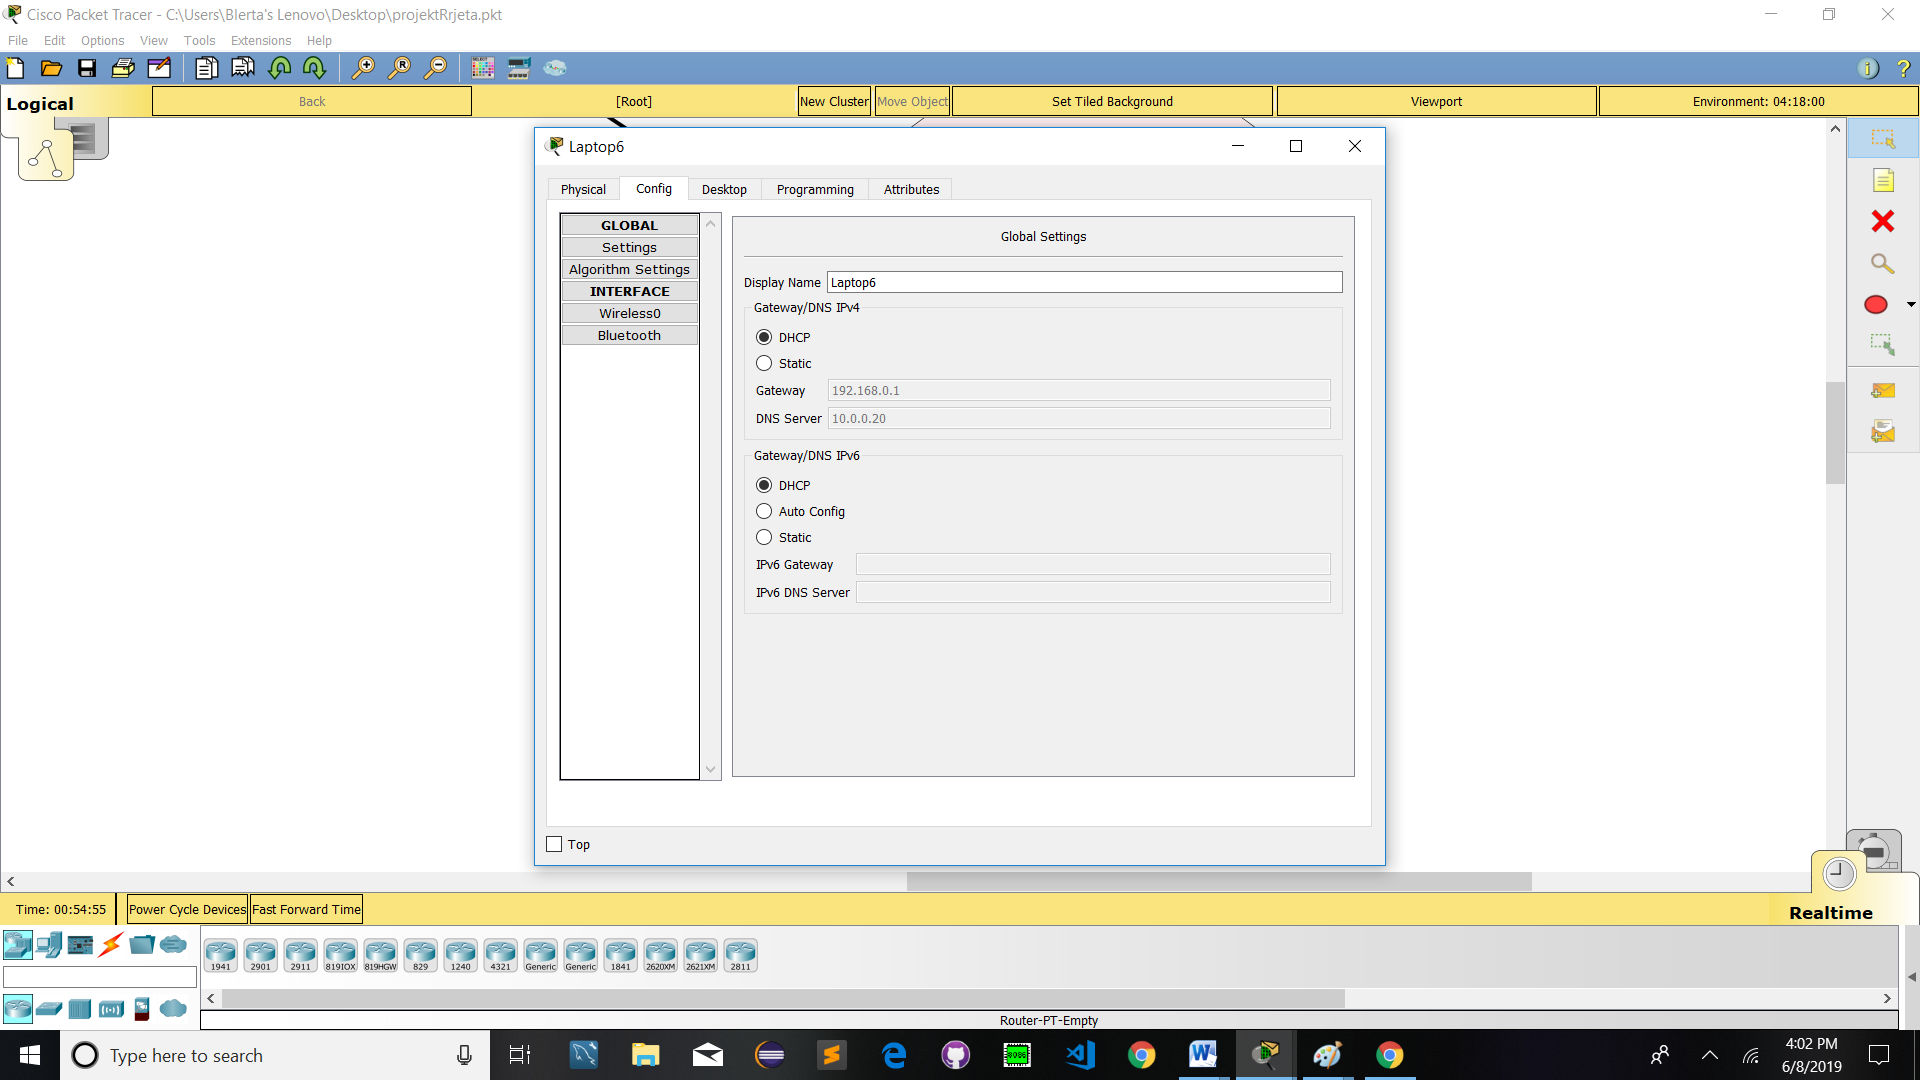 Cisco Packet Tracer - C:\Users\Blerta's Lenovo\Desktop\projektRrjeta.pkt
File Edit Options View Tools Extensions Help
Logical Back [Root] New Cluster Move Object Set Tiled Background Viewport Environment: 04:18:00
Laptop6
Physical Config Desktop Programming Attributes
GLOBAL
Settings
Algorithm Settings
INTERFACE
Wireless0
Bluetooth
Global Settings
Display Name Laptop6
Gateway/DNS IPv4
DHCP
Static
Gateway 192.168.0.1
DNS Server 10.0.0.20
Gateway/DNS IPv6
DHCP
Auto Config
Static
IPv6 Gateway
IPv6 DNS Server
Top
Time: 00:54:55 Power Cycle Devices Fast Forward Time Realtime
1941 2901 2911 819IOX 819HGW 829 1240 4321 Generic Generic 1841 2620XM 2621XM 2811
Router-PT-Empty
Type here to search
4:02 PM
6/8/2019